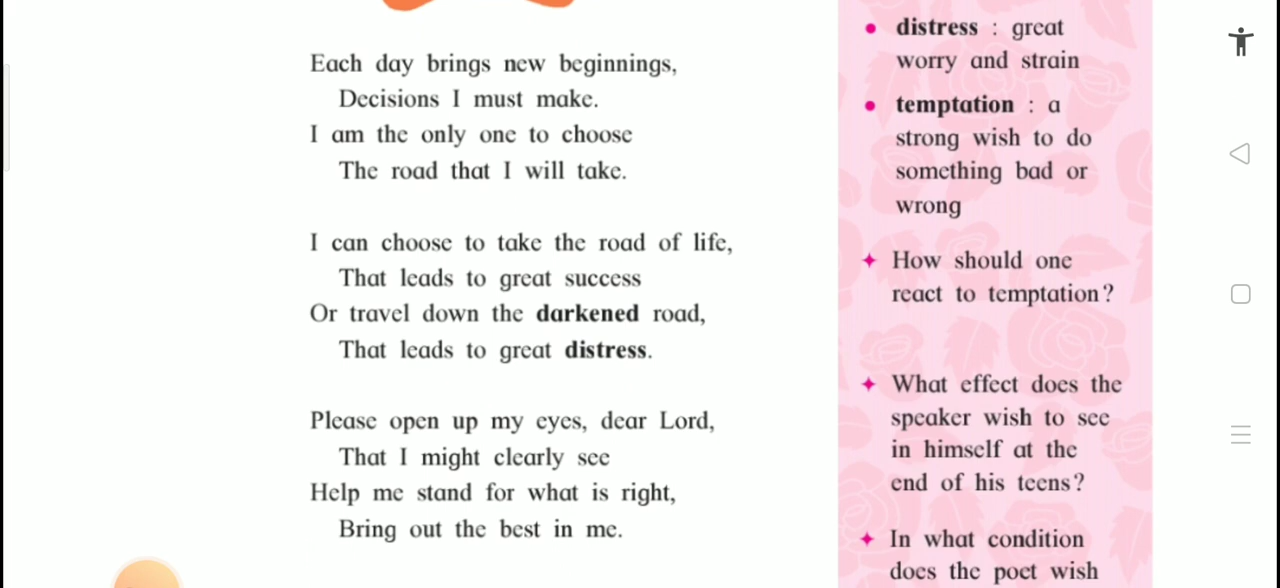 Each day brings new beginnings,
Decisions I must make.
I am the only one to choose
The road that I will take.
I can choose to take the road of life,
That leads to great success
Or travel down the darkened road,
That leads to great distress.
Please open up my eyes, dear Lord,
That I might clearly see
Help me stand for what is right,
Bring out the best in me.
• distress : great
worry and strain
• temptation : a
strong wish to do
something bad or
wrong
✦ How should one
react to temptation?
✦ What effect does the
speaker wish to see
in himself at the
end of his teens?
✦ In what condition
does the poet wish